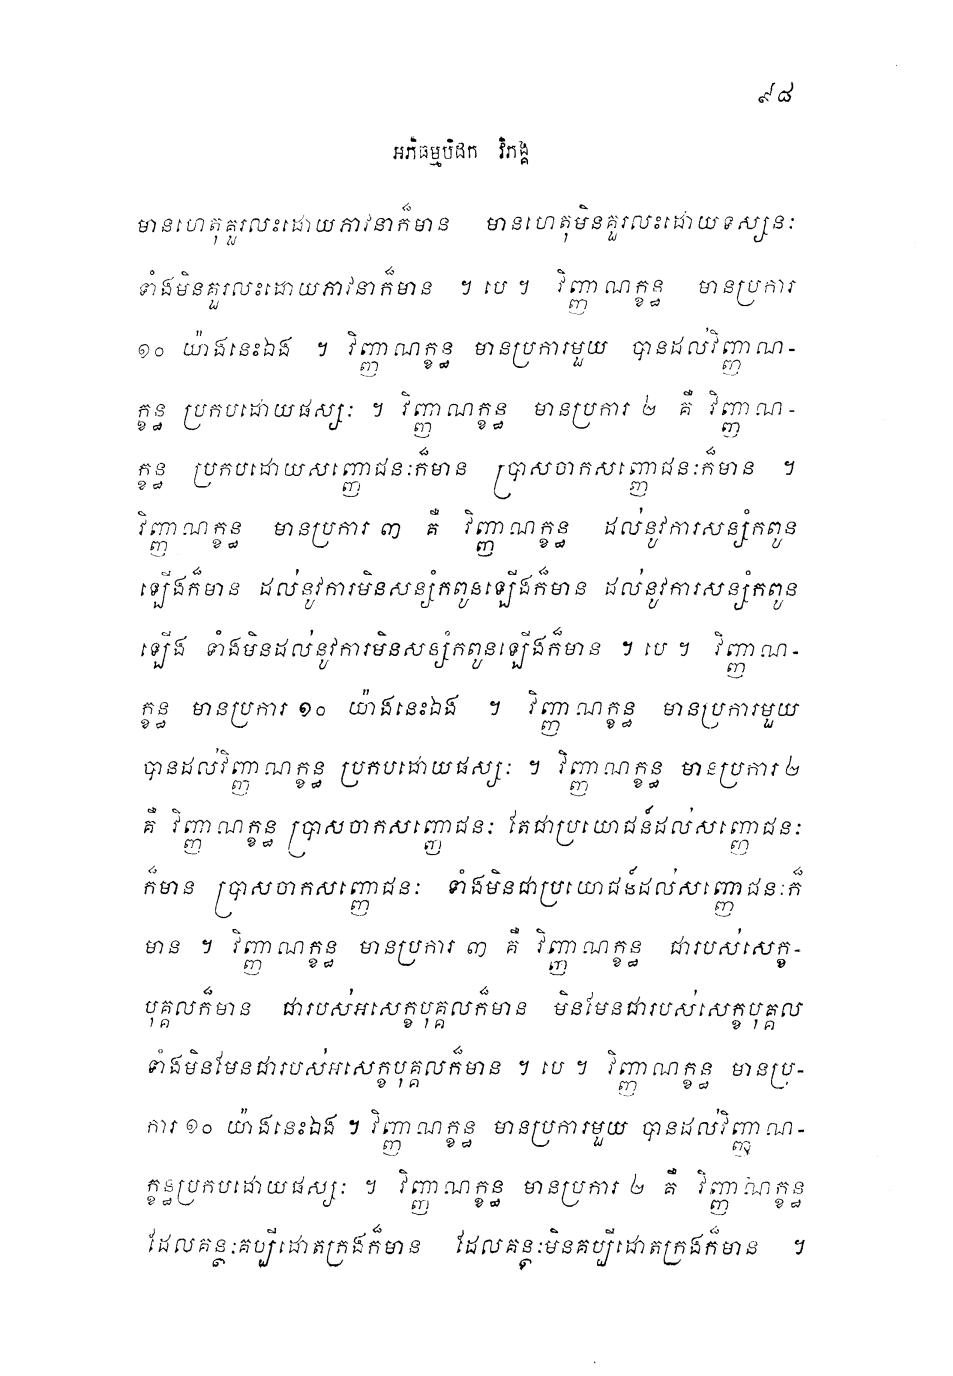 ៩៨
អភិធម្មបិដក វិភង្គ
មានហេតុគួរលះដោយភាវនាក៏មាន មានហេតុមិនគួរលះដោយទស្សនៈ
ទាំងមិនគួរលះដោយភាវនាក៏មាន ។ បេ ។ វិញ្ញាណក្ខន្ធ មានប្រការ
១០ យ៉ាងនេះឯង ។ វិញ្ញាណក្ខន្ធ មានប្រការមួយ បានដល់វិញ្ញាណ-
ក្ខន្ធ ប្រកបដោយផស្សៈ ។ វិញ្ញាណក្ខន្ធ មានប្រការ ២ គឺ វិញ្ញាណ-
ក្ខន្ធ ប្រកបដោយសញ្ញោជនៈក៏មាន ប្រាសចាកសញ្ញោជនៈក៏មាន ។
វិញ្ញាណក្ខន្ធ មានប្រការ ៣ គឺ វិញ្ញាណក្ខន្ធ ដល់នូវការសន្សំកពូន
ឡើងក៏មាន ដល់នូវការមិនសន្សំកពូនឡើងក៏មាន ដល់នូវការសន្សំកពូន
ឡើង ទាំងមិនដល់នូវការមិនសន្សំកពូនឡើងក៏មាន ។ បេ ។ វិញ្ញាណ-
ក្ខន្ធ មានប្រការ ១០ យ៉ាងនេះឯង ។ វិញ្ញាណក្ខន្ធ មានប្រការមួយ
បានដល់វិញ្ញាណក្ខន្ធ ប្រកបដោយផស្សៈ ។ វិញ្ញាណក្ខន្ធ មានប្រការ ២
គឺ វិញ្ញាណក្ខន្ធ ប្រាសចាកសញ្ញោជនៈ តែជាប្រយោជន៍ដល់សញ្ញោជនៈ
ក៏មាន ប្រាសចាកសញ្ញោជនៈ ទាំងមិនជាប្រយោជន៍ដល់សញ្ញោជនៈក៏
មាន ។ វិញ្ញាណក្ខន្ធ មានប្រការ ៣ គឺ វិញ្ញាណក្ខន្ធ ជារបស់សេក្ខ-
បុគ្គលក៏មាន ជារបស់អសេក្ខបុគ្គលក៏មាន មិនមែនជារបស់សេក្ខបុគ្គល
ទាំងមិនមែនជារបស់អសេក្ខបុគ្គលក៏មាន ។ បេ ។ វិញ្ញាណក្ខន្ធ មានប្រ-
ការ ១០ យ៉ាងនេះឯង ។ វិញ្ញាណក្ខន្ធ មានប្រការមួយ បានដល់វិញ្ញាណ-
ក្ខន្ធប្រកបដោយផស្សៈ ។ វិញ្ញាណក្ខន្ធ មានប្រការ ២ គឺ វិញ្ញាណក្ខន្ធ
ដែលគន្ថៈគប្បីដោតក្រងក៏មាន ដែលគន្ថៈមិនគប្បីដោតក្រងក៏មាន ។